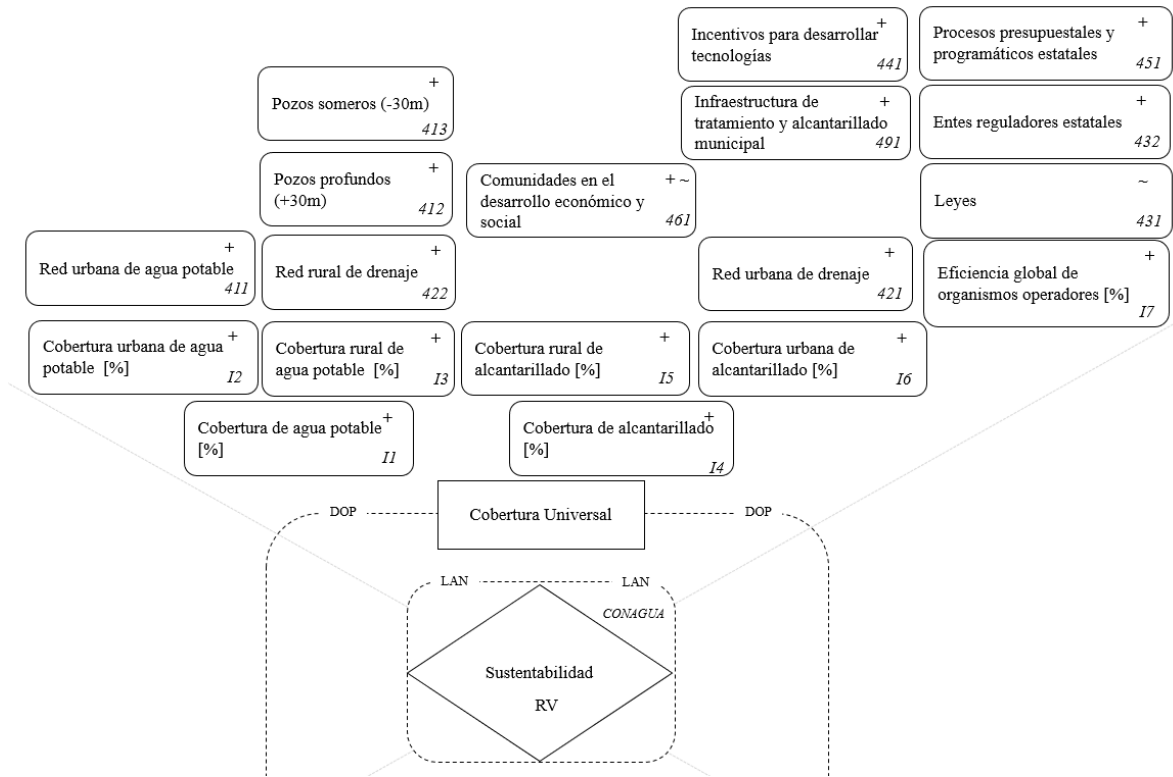 Incentivos para desarrollar +
tecnologías
441
Procesos presupuestales y +
programáticos estatales
451
Pozos someros (-30m) +
413
Infraestructura de +
tratamiento y alcantarillado
municipal 491
Entes reguladores estatales +
432
Pozos profundos +
(+30m) 412
Comunidades en el + ~
desarrollo económico y
social 461
Leyes ~
431
Red urbana de agua potable +
411
Red rural de drenaje +
422
Red urbana de drenaje +
421
Eficiencia global de +
organismos operadores [%]
I7
Cobertura urbana de agua +
potable [%]
I2
Cobertura rural de +
agua potable [%]
I3
Cobertura rural de +
alcantarillado [%]
I5
Cobertura urbana de +
alcantarillado [%]
I6
Cobertura de agua potable +
[%]
I1
Cobertura de alcantarillado +
[%]
I4
DOP
Cobertura Universal
DOP
LAN
LAN
CONAGUA
Sustentabilidad
RV